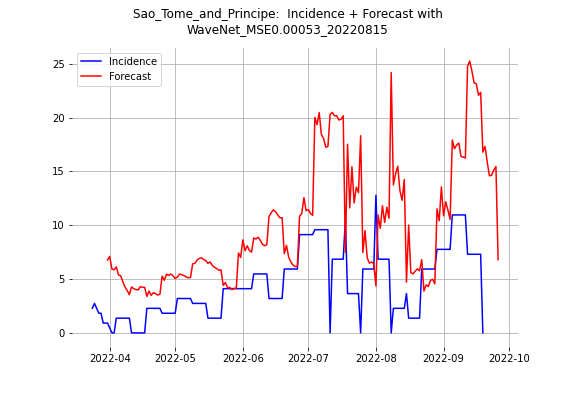 Sao_Tome_and_Principe:  Incidence + Forecast with
WaveNet_MSE0.00053_20220815
Incidence
Forecast
25
20
15
10
5
0
2022-04 2022-05 2022-06 2022-07 2022-08 2022-09 2022-10